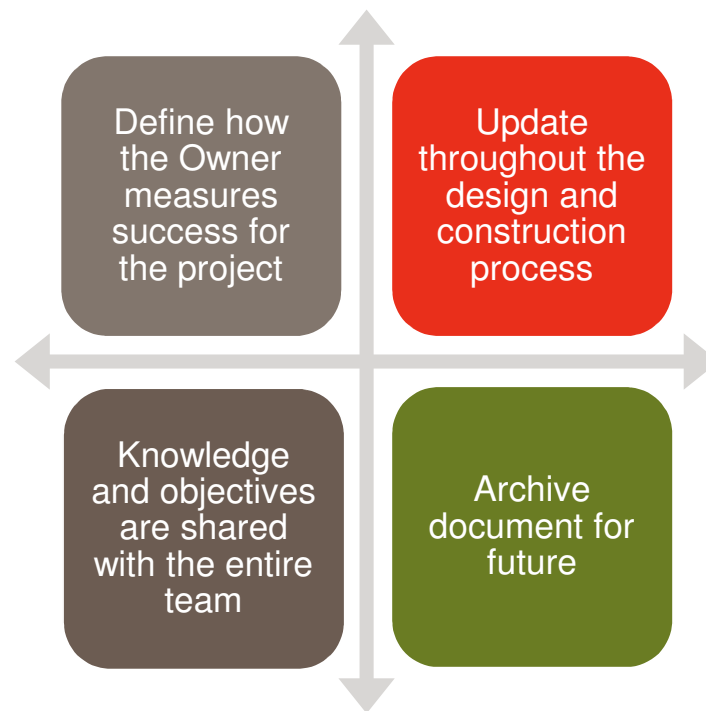 Define how
the Owner
measures
success for
the project
Update
throughout the
design and
construction
process
Knowledge
and objectives
are shared
with the entire
team
Archive
document for
future